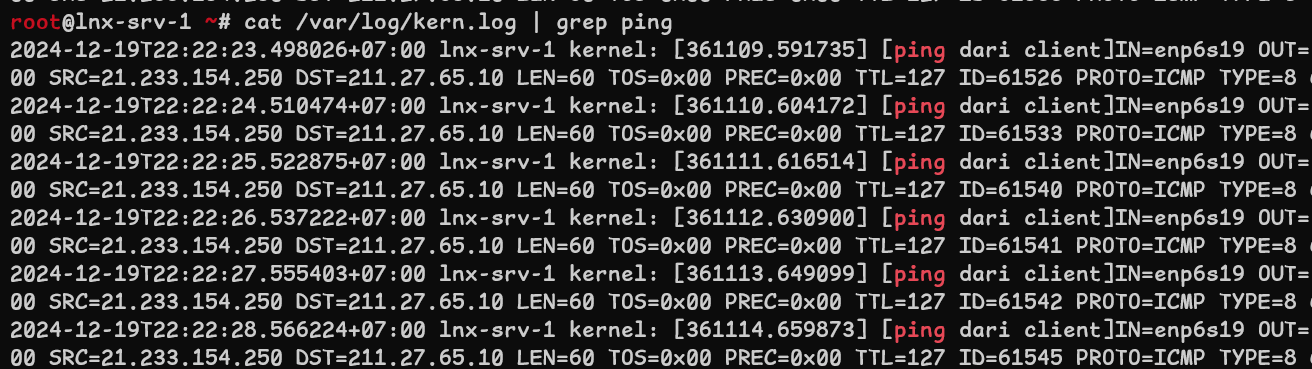 root@lnx-srv-1 ~# cat /var/log/kern.log | grep ping
2024-12-19T22:22:23.498026+07:00 lnx-srv-1 kernel: [361109.591735] [ping dari client]IN=enp6s19 OUT=
00 SRC=21.233.154.250 DST=211.27.65.10 LEN=60 TOS=0x00 PREC=0x00 TTL=127 ID=61526 PROTO=ICMP TYPE=8
2024-12-19T22:22:24.510474+07:00 lnx-srv-1 kernel: [361110.604172] [ping dari client]IN=enp6s19 OUT=
00 SRC=21.233.154.250 DST=211.27.65.10 LEN=60 TOS=0x00 PREC=0x00 TTL=127 ID=61533 PROTO=ICMP TYPE=8
2024-12-19T22:22:25.522875+07:00 lnx-srv-1 kernel: [361111.616514] [ping dari client]IN=enp6s19 OUT=
00 SRC=21.233.154.250 DST=211.27.65.10 LEN=60 TOS=0x00 PREC=0x00 TTL=127 ID=61540 PROTO=ICMP TYPE=8
2024-12-19T22:22:26.537222+07:00 lnx-srv-1 kernel: [361112.630900] [ping dari client]IN=enp6s19 OUT=
00 SRC=21.233.154.250 DST=211.27.65.10 LEN=60 TOS=0x00 PREC=0x00 TTL=127 ID=61541 PROTO=ICMP TYPE=8
2024-12-19T22:22:27.555403+07:00 lnx-srv-1 kernel: [361113.649099] [ping dari client]IN=enp6s19 OUT=
00 SRC=21.233.154.250 DST=211.27.65.10 LEN=60 TOS=0x00 PREC=0x00 TTL=127 ID=61542 PROTO=ICMP TYPE=8
2024-12-19T22:22:28.566224+07:00 lnx-srv-1 kernel: [361114.659873] [ping dari client]IN=enp6s19 OUT=
00 SRC=21.233.154.250 DST=211.27.65.10 LEN=60 TOS=0x00 PREC=0x00 TTL=127 ID=61545 PROTO=ICMP TYPE=8